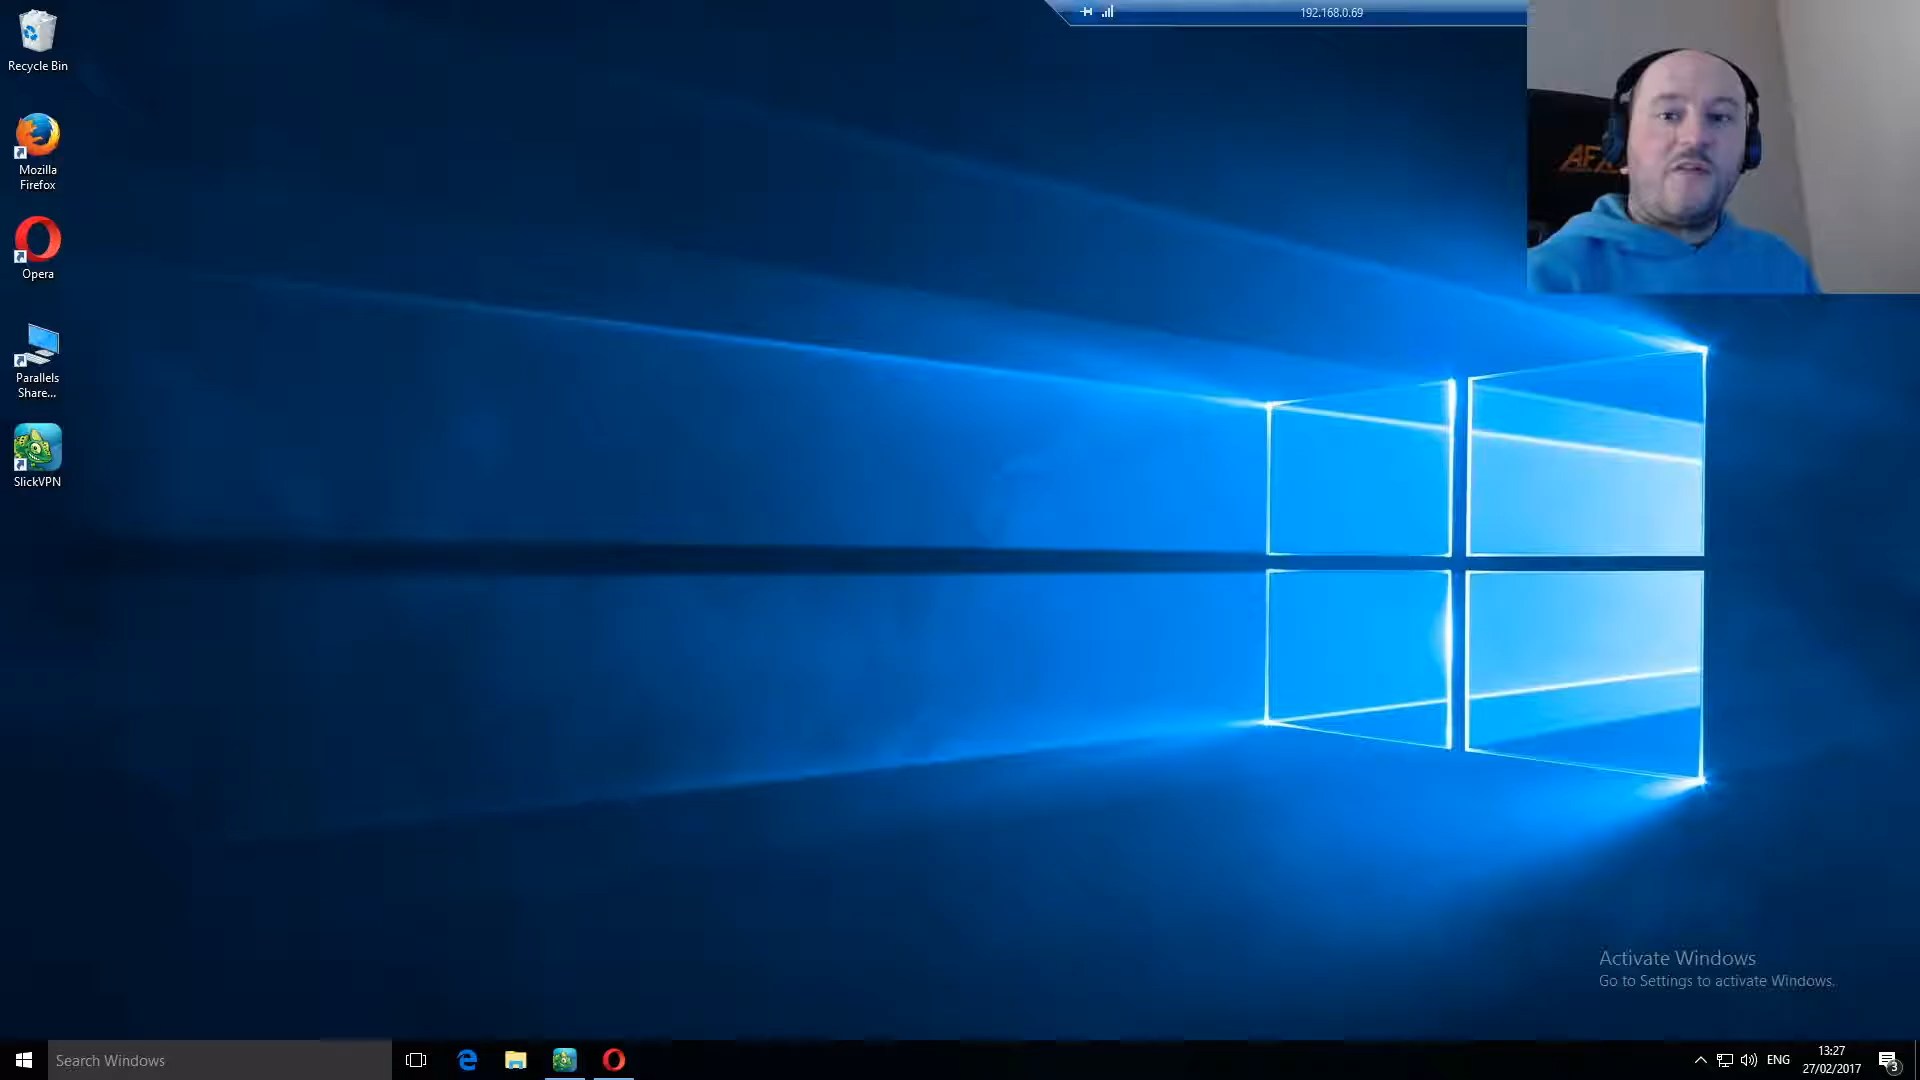 192.168.0.69
Recycle Bin
Mozilla
Firefox
Opera
Parallels
Share...
SlickVPN
Activate Windows
Go to Settings to activate Windows.
Search Windows
ENG
13:27
27/02/2017
3